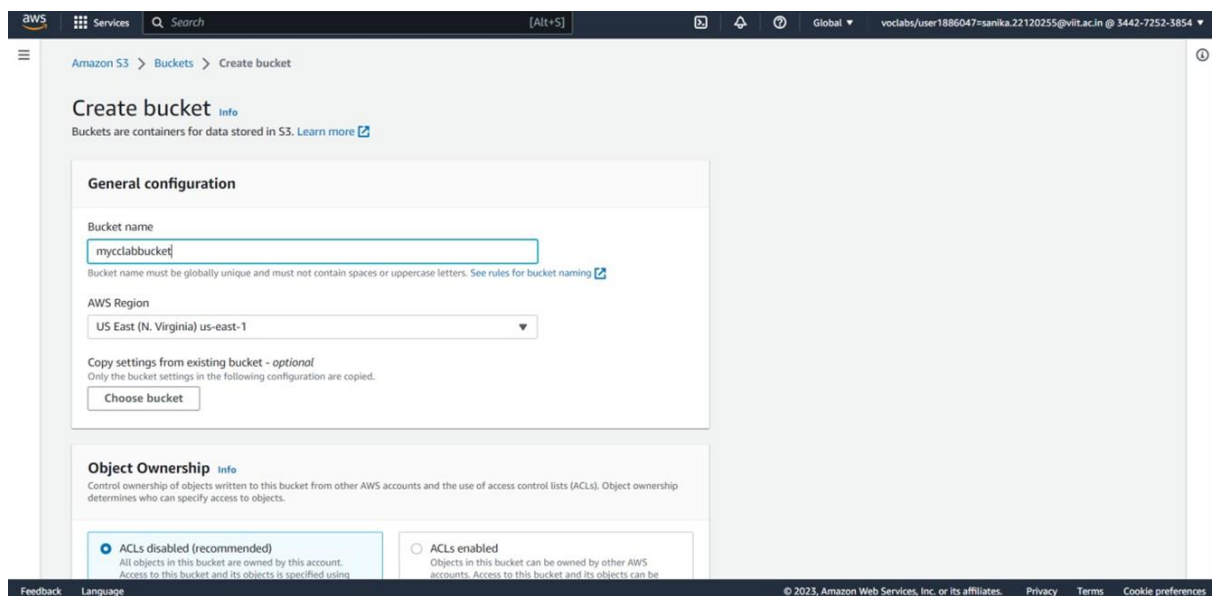 aws
Services
Search
[Alt+S]
Global
voclabs/user1886047=sanika.22120255@viit.ac.in @ 3442-7252-3854
Amazon S3 > Buckets > Create bucket
Create bucket Info
Buckets are containers for data stored in S3. Learn more
General configuration
Bucket name
mycclabbucket
Bucket name must be globally unique and must not contain spaces or uppercase letters. See rules for bucket naming
AWS Region
US East (N. Virginia) us-east-1
Copy settings from existing bucket - optional
Only the bucket settings in the following configuration are copied.
Choose bucket
Object Ownership Info
Control ownership of objects written to this bucket from other AWS accounts and the use of access control lists (ACLs). Object ownership
determines who can specify access to objects.
ACLs disabled (recommended)
All objects in this bucket are owned by this account.
Access to this bucket and its objects is specified using
ACLs enabled
Objects in this bucket can be owned by other AWS
accounts. Access to this bucket and its objects can be
Feedback Language
© 2023, Amazon Web Services, Inc. or its affiliates. Privacy Terms Cookie preferences